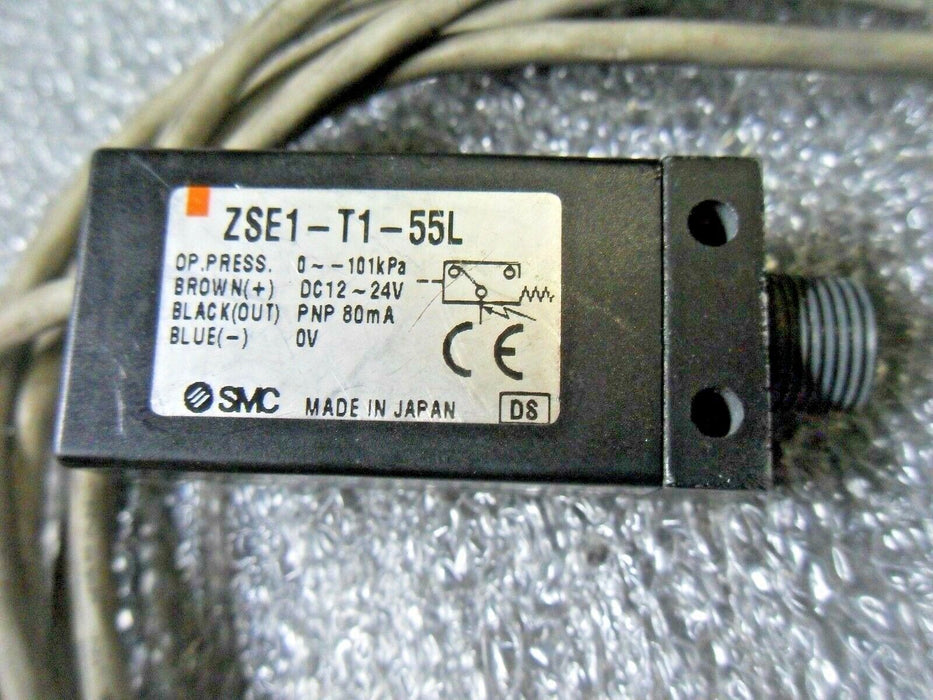 ZSE1-T1-55L
OP.PRESS. 0~-101kPa
BROWN(+) DC12~24V
BLACK(OUT) PNP 80mA
BLUE(-) 0V
CE
SMC MADE IN JAPAN DS